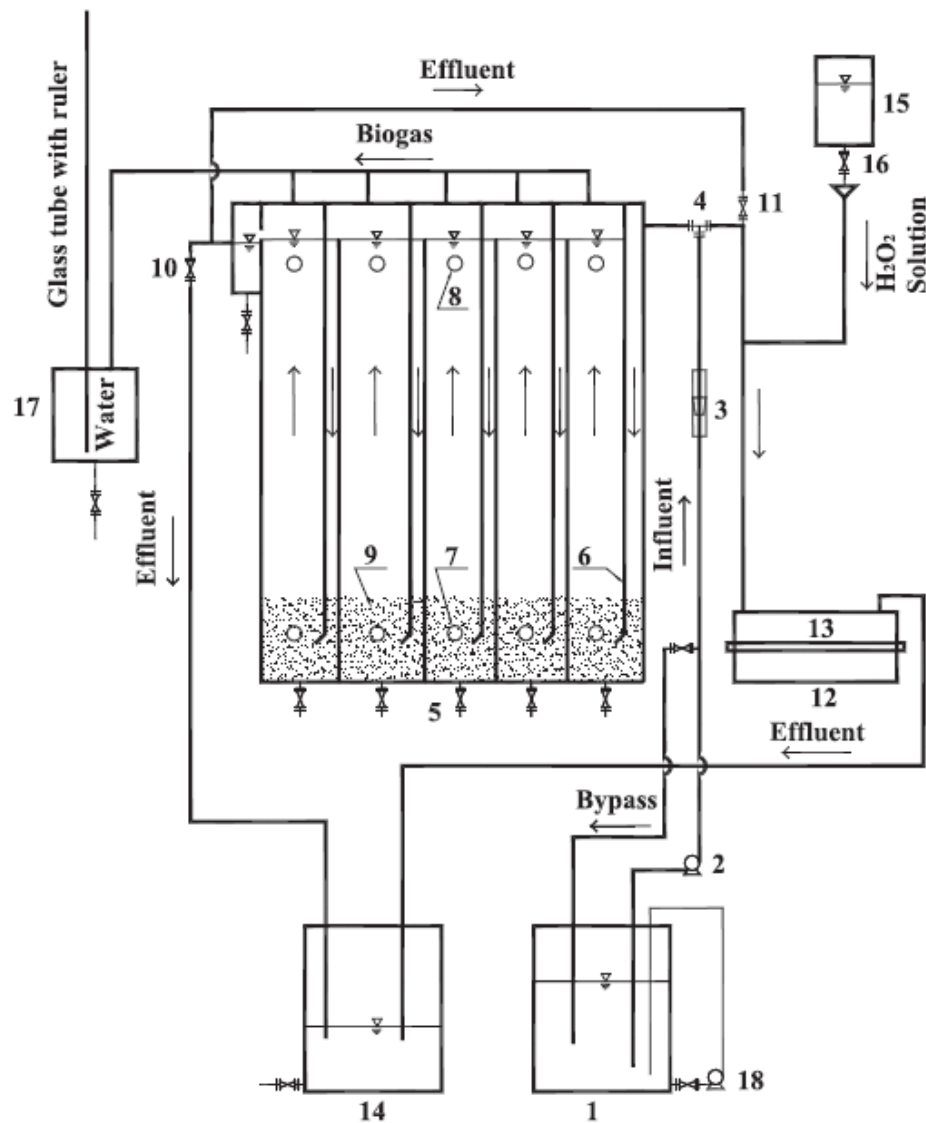 Effluent
15
Biogas
16
Glass tube with ruler
4
11
H₂O₂
Solution
10
8
17
Water
3
Effluent
9
7
6
Influent
13
12
5
Effluent
Bypass
2
18
14
1